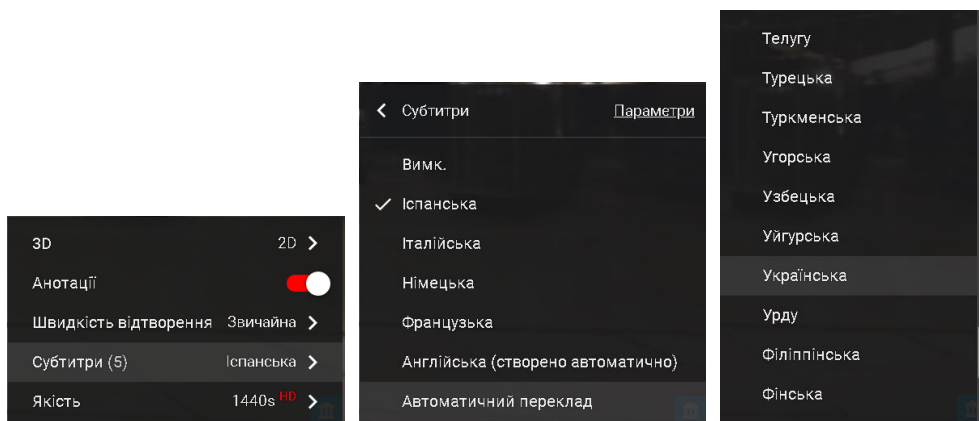 3D 2D
Анотації
Швидкість відтворення Звичайна
Субтитри (5) Іспанська
Якість 1440s HD
Субтитри Параметри
Вимк.
Іспанська
Італійська
Німецька
Французька
Англійська (створено автоматично)
Автоматичний переклад
Телугу
Турецька
Туркменська
Угорська
Узбецька
Уйгурська
Українська
Урду
Філіппінська
Фінська